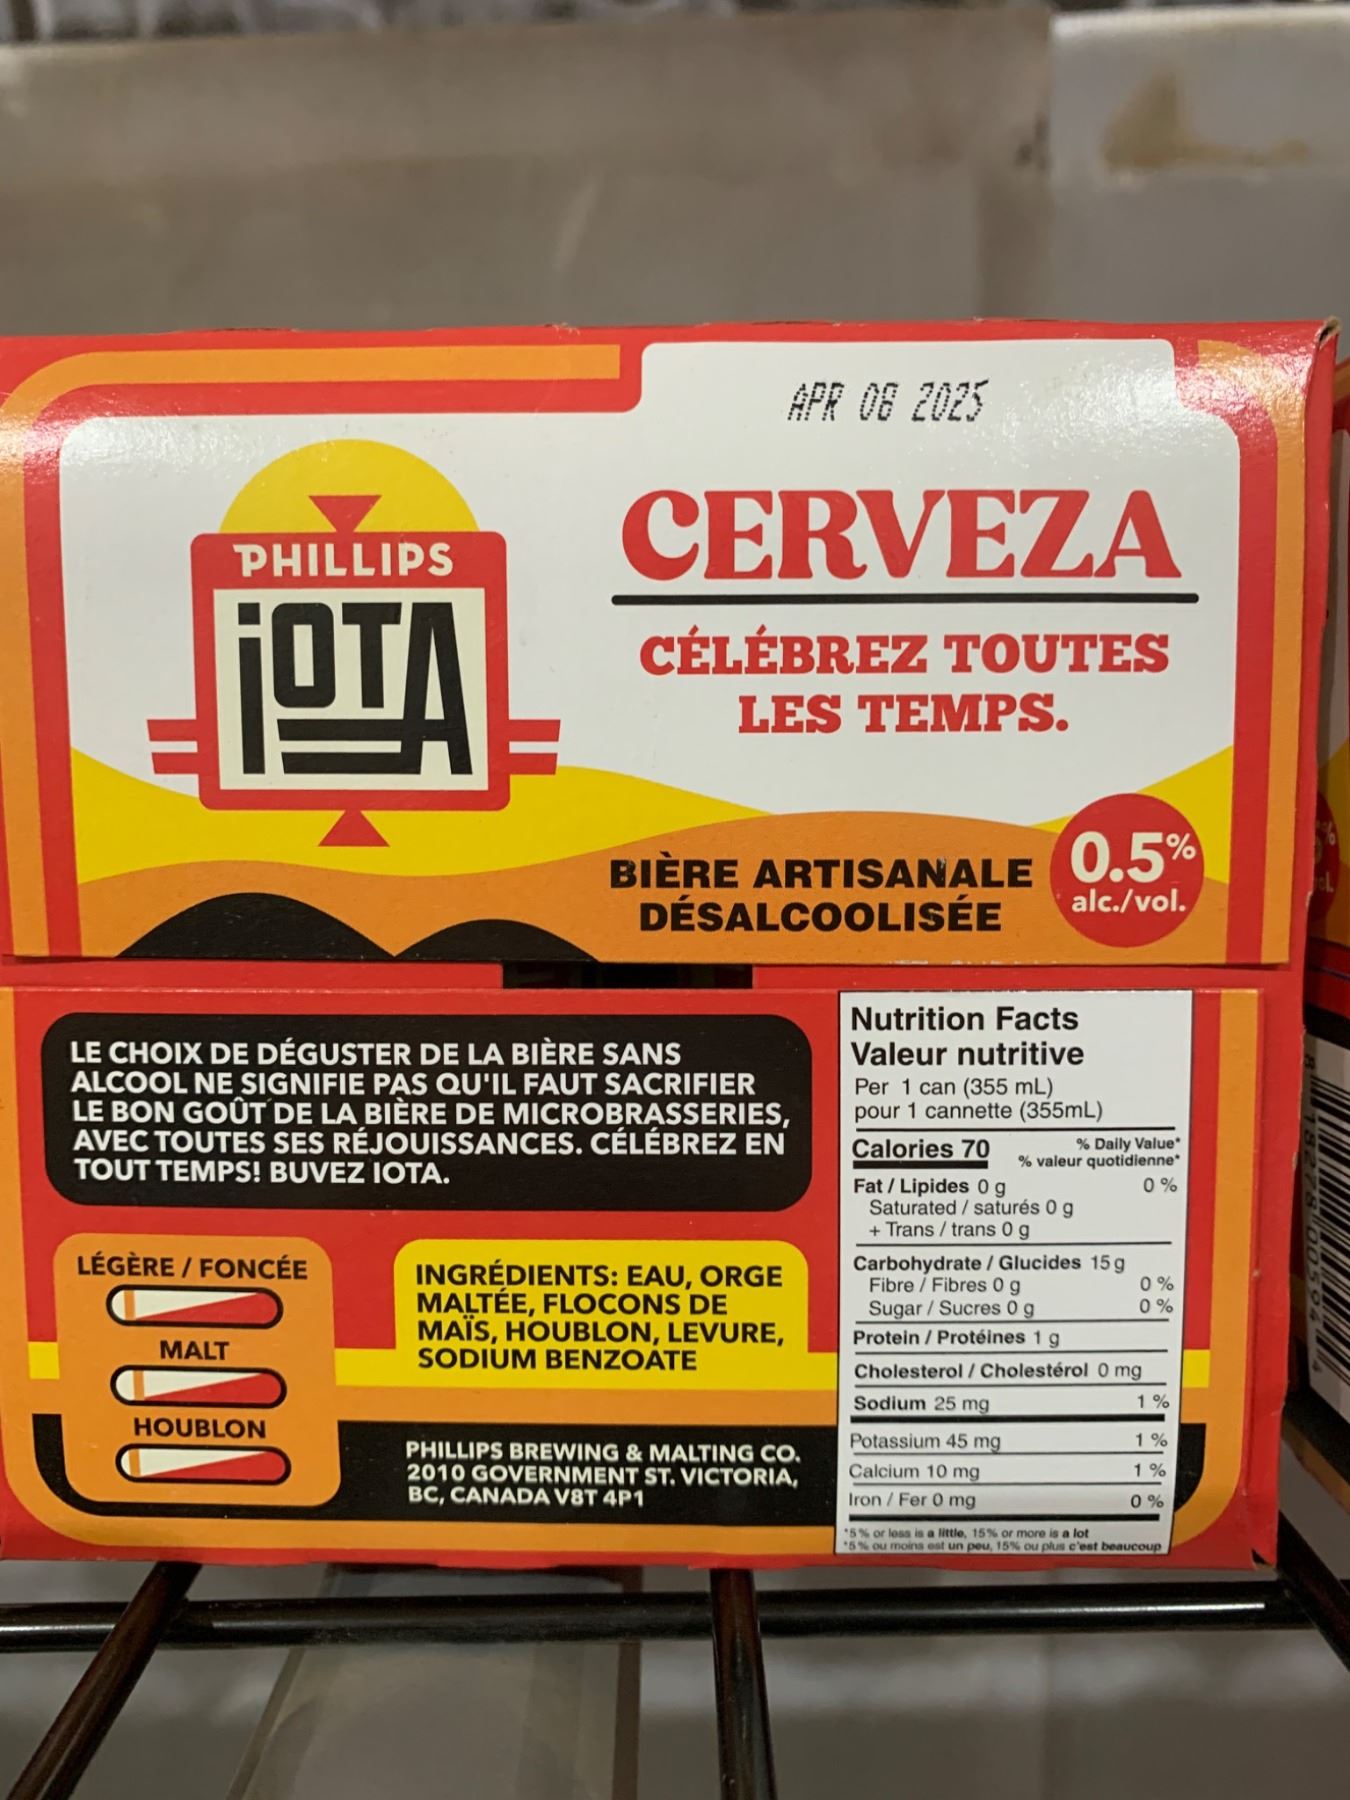 APR 08 2025
PHILLIPS
iOTA
CERVEZA
CÉLÉBREZ TOUTES
LES TEMPS.
BIÈRE ARTISANALE
DÉSALCOOLISÉE
0.5%
alc./vol.
LE CHOIX DE DÉGUSTER DE LA BIÈRE SANS
ALCOOL NE SIGNIFIE PAS QU'IL FAUT SACRIFIER
LE BON GOÛT DE LA BIÈRE DE MICROBRASSERIES,
AVEC TOUTES SES RÉJOUISSANCES. CÉLÉBREZ EN
TOUT TEMPS! BUVEZ IOTA.
LÉGÈRE / FONCÉE
MALT
HOUBLON
INGRÉDIENTS: EAU, ORGE
MALTÉE, FLOCONS DE
MAÏS, HOUBLON, LEVURE,
SODIUM BENZOATE
PHILLIPS BREWING & MALTING CO.
2010 GOVERNMENT ST. VICTORIA,
BC, CANADA V8T 4P1
Nutrition Facts
Valeur nutritive
Per 1 can (355 mL)
pour 1 cannette (355mL)
Calories 70
% Daily Value*
% valeur quotidienne*
Fat / Lipides 0 g 0 %
Saturated / saturés 0 g
+ Trans / trans 0 g
Carbohydrate / Glucides 15 g
Fibre / Fibres 0 g 0 %
Sugar / Sucres 0 g 0 %
Protein / Protéines 1 g
Cholesterol / Cholestérol 0 mg
Sodium 25 mg 1 %
Potassium 45 mg 1 %
Calcium 10 mg 1 %
Iron / Fer 0 mg 0 %
*5 % or less is a little, 15% or more is a lot
*5 % ou moins est un peu, 15% ou plus c'est beaucoup